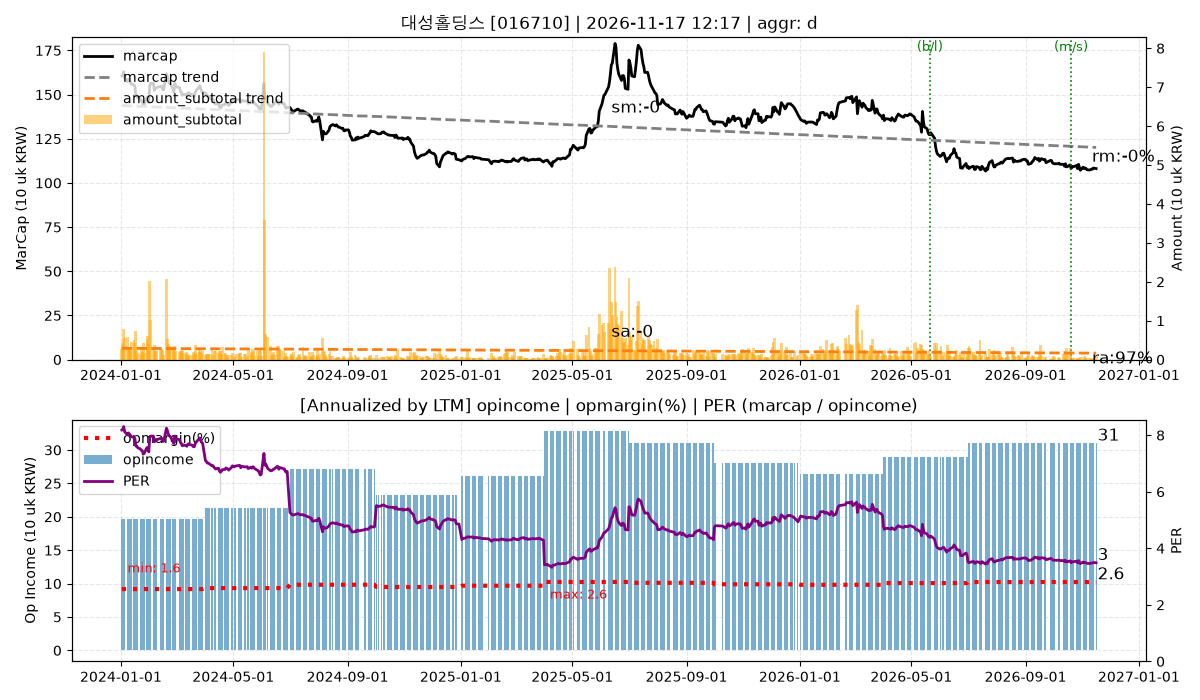 대성홀딩스 [016710] | 2026-11-17 12:17 | aggr: d
MarCap (10 uk KRW)
175
150
125
100
75
50
25
0
marcap
marcap trend
amount_subtotal trend
amount_subtotal
(b/l)
(m/s)
sm:-0
rm:-0%
sa:-0
ra:97%
8
7
6
5
4
3
2
1
0
Amount (10 uk KRW)
2024-01-01 2024-05-01 2024-09-01 2025-01-01 2025-05-01 2025-09-01 2026-01-01 2026-05-01 2026-09-01 2027-01-01
[Annualized by LTM] opincome | opmargin(%) | PER (marcap / opincome)
Op Income (10 uk KRW)
30
25
20
15
10
5
0
opmargin(%)
opincome
PER
min: 1.6
max: 2.6
31
3
2.6
8
6
4
2
0
PER
2024-01-01 2024-05-01 2024-09-01 2025-01-01 2025-05-01 2025-09-01 2026-01-01 2026-05-01 2026-09-01 2027-01-01